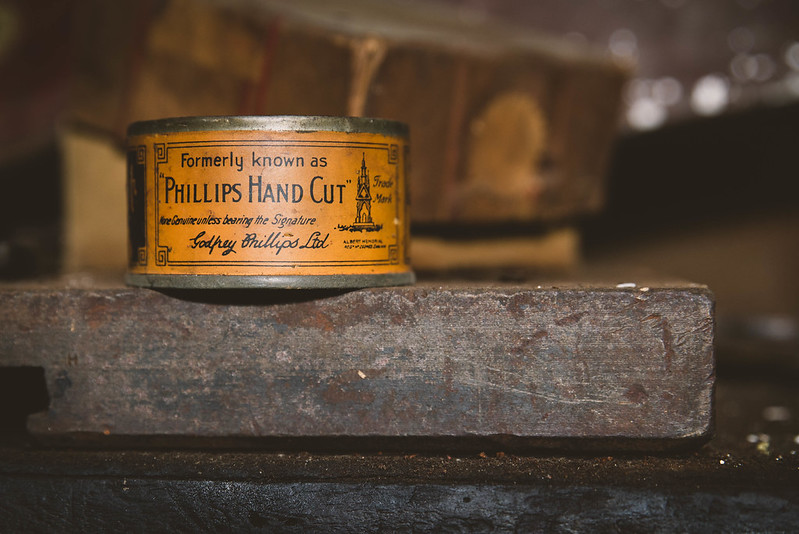 Formerly known as
"PHILLIPS HAND CUT"
Trade
Mark
None Genuine unless bearing the Signature
Godfrey Phillips Ltd
ALBERT MEMORIAL